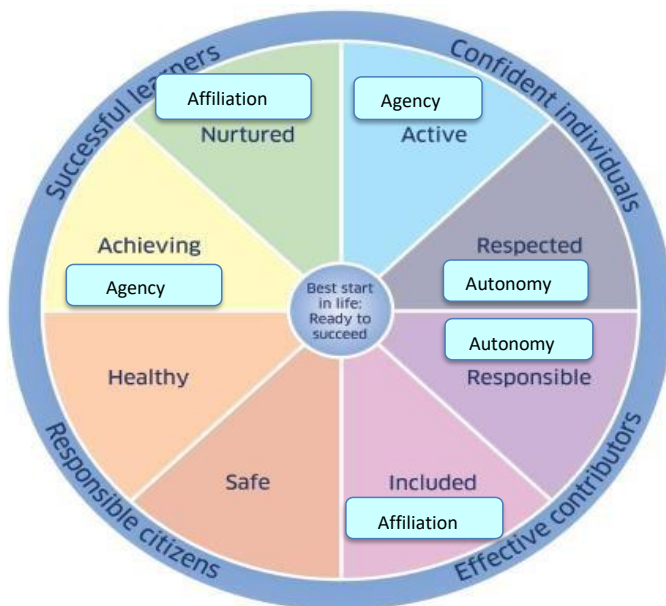 Successful learners
Confident individuals
Affiliation
Nurtured
Agency
Active
Achieving
Agency
Respected
Autonomy
Best start
in life:
Ready to
succeed
Autonomy
Responsible
Healthy
Safe
Included
Affiliation
Responsible citizens
Effective contributors